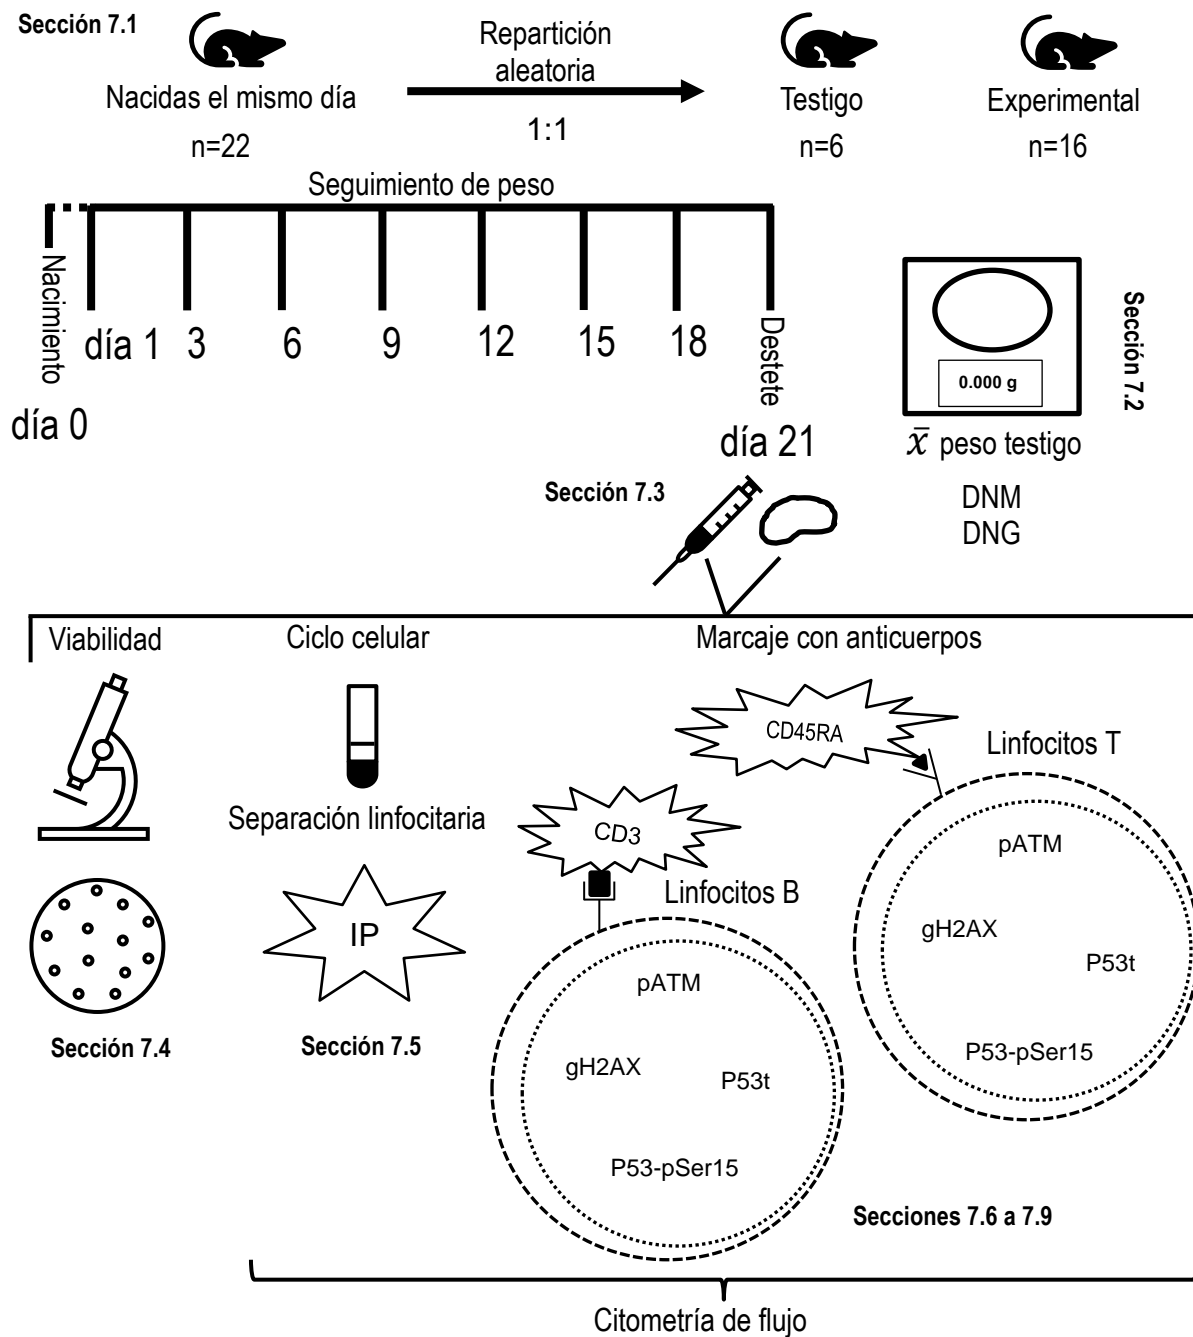 Sección 7.1
Nacidas el mismo día
n=22
Repartición
aleatoria
1:1
Testigo
n=6
Experimental
n=16
Seguimiento de peso
Nacimiento
día 0
día 1
3
6
9
12
15
18
Destete
día 21
0.000 g
Sección 7.2
x̄ peso testigo
DNM
DNG
Sección 7.3
Viabilidad
Sección 7.4
Ciclo celular
Separación linfocitaria
IP
Sección 7.5
Marcaje con anticuerpos
CD45RA
Linfocitos T
pATM
gH2AX
P53t
P53-pSer15
CD3
Linfocitos B
pATM
gH2AX
P53t
P53-pSer15
Secciones 7.6 a 7.9
Citometría de flujo